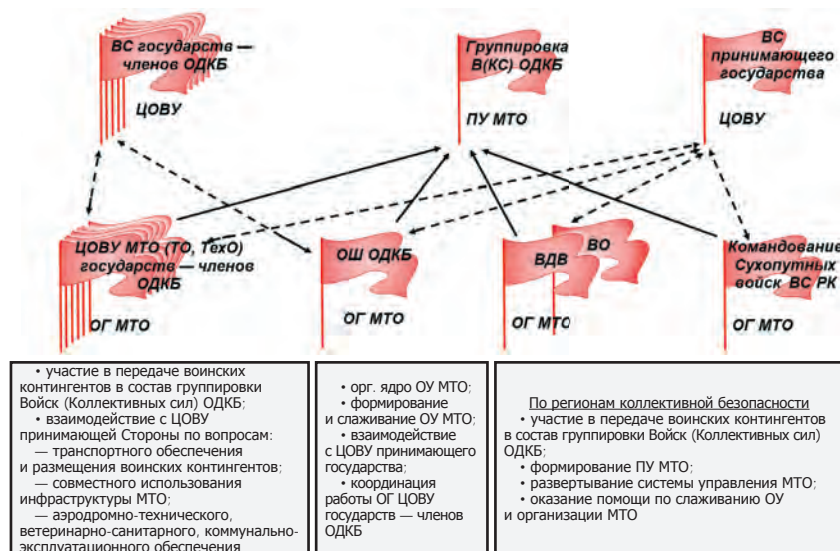 ВС государств —
членов ОДКБ
ЦОВУ
Группировка
В(КС) ОДКБ
ПУ МТО
ВС
принимающего
государства
ЦОВУ
ЦОВУ МТО (ТО, ТехО)
государств — членов
ОДКБ
ОГ МТО
ОШ ОДКБ
ОГ МТО
ВДВ
ВО
ОГ МТО
Командование
Сухопутных
войск ВС РК
ОГ МТО
• участие в передаче воинских
контингентов в состав группировки
Войск (Коллективных сил) ОДКБ;
• взаимодействие с ЦОВУ
принимающей Стороны по вопросам:
— транспортного обеспечения
и размещения воинских контингентов;
— совместного использования
инфраструктуры МТО;
— аэродромно-технического,
ветеринарно-санитарного, коммунально-
эксплуатационного обеспечения
• орг. ядро ОУ МТО;
• формирование
и слаживание ОУ МТО;
• взаимодействие
с ЦОВУ принимающего
государства;
• координация
работы ОГ ЦОВУ
государств — членов
ОДКБ
По регионам коллективной безопасности
• участие в передаче воинских контингентов
в состав группировки Войск (Коллективных сил)
ОДКБ;
• формирование ПУ МТО;
• развертывание системы управления МТО;
• оказание помощи по слаживанию ОУ
и организации МТО